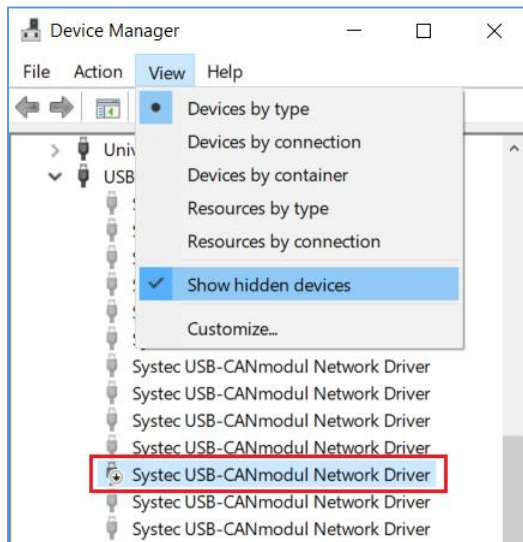 Device Manager
File Action View Help
Devices by type
Devices by connection
Devices by container
Resources by type
Resources by connection
Show hidden devices
Customize...
Systec USB-CANmodul Network Driver
Systec USB-CANmodul Network Driver
Systec USB-CANmodul Network Driver
Systec USB-CANmodul Network Driver
Systec USB-CANmodul Network Driver
Systec USB-CANmodul Network Driver
Systec USB-CANmodul Network Driver